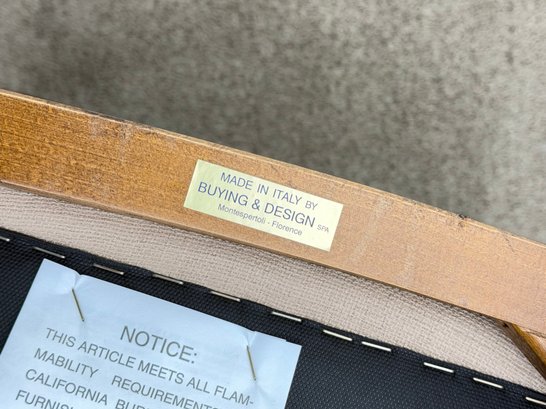 MADE IN ITALY BY
BUYING & DESIGN SPA
Montespertoli - Florence
NOTICE:
THIS ARTICLE MEETS ALL FLAM-
MABILITY REQUIREMENTS
CALIFORNIA